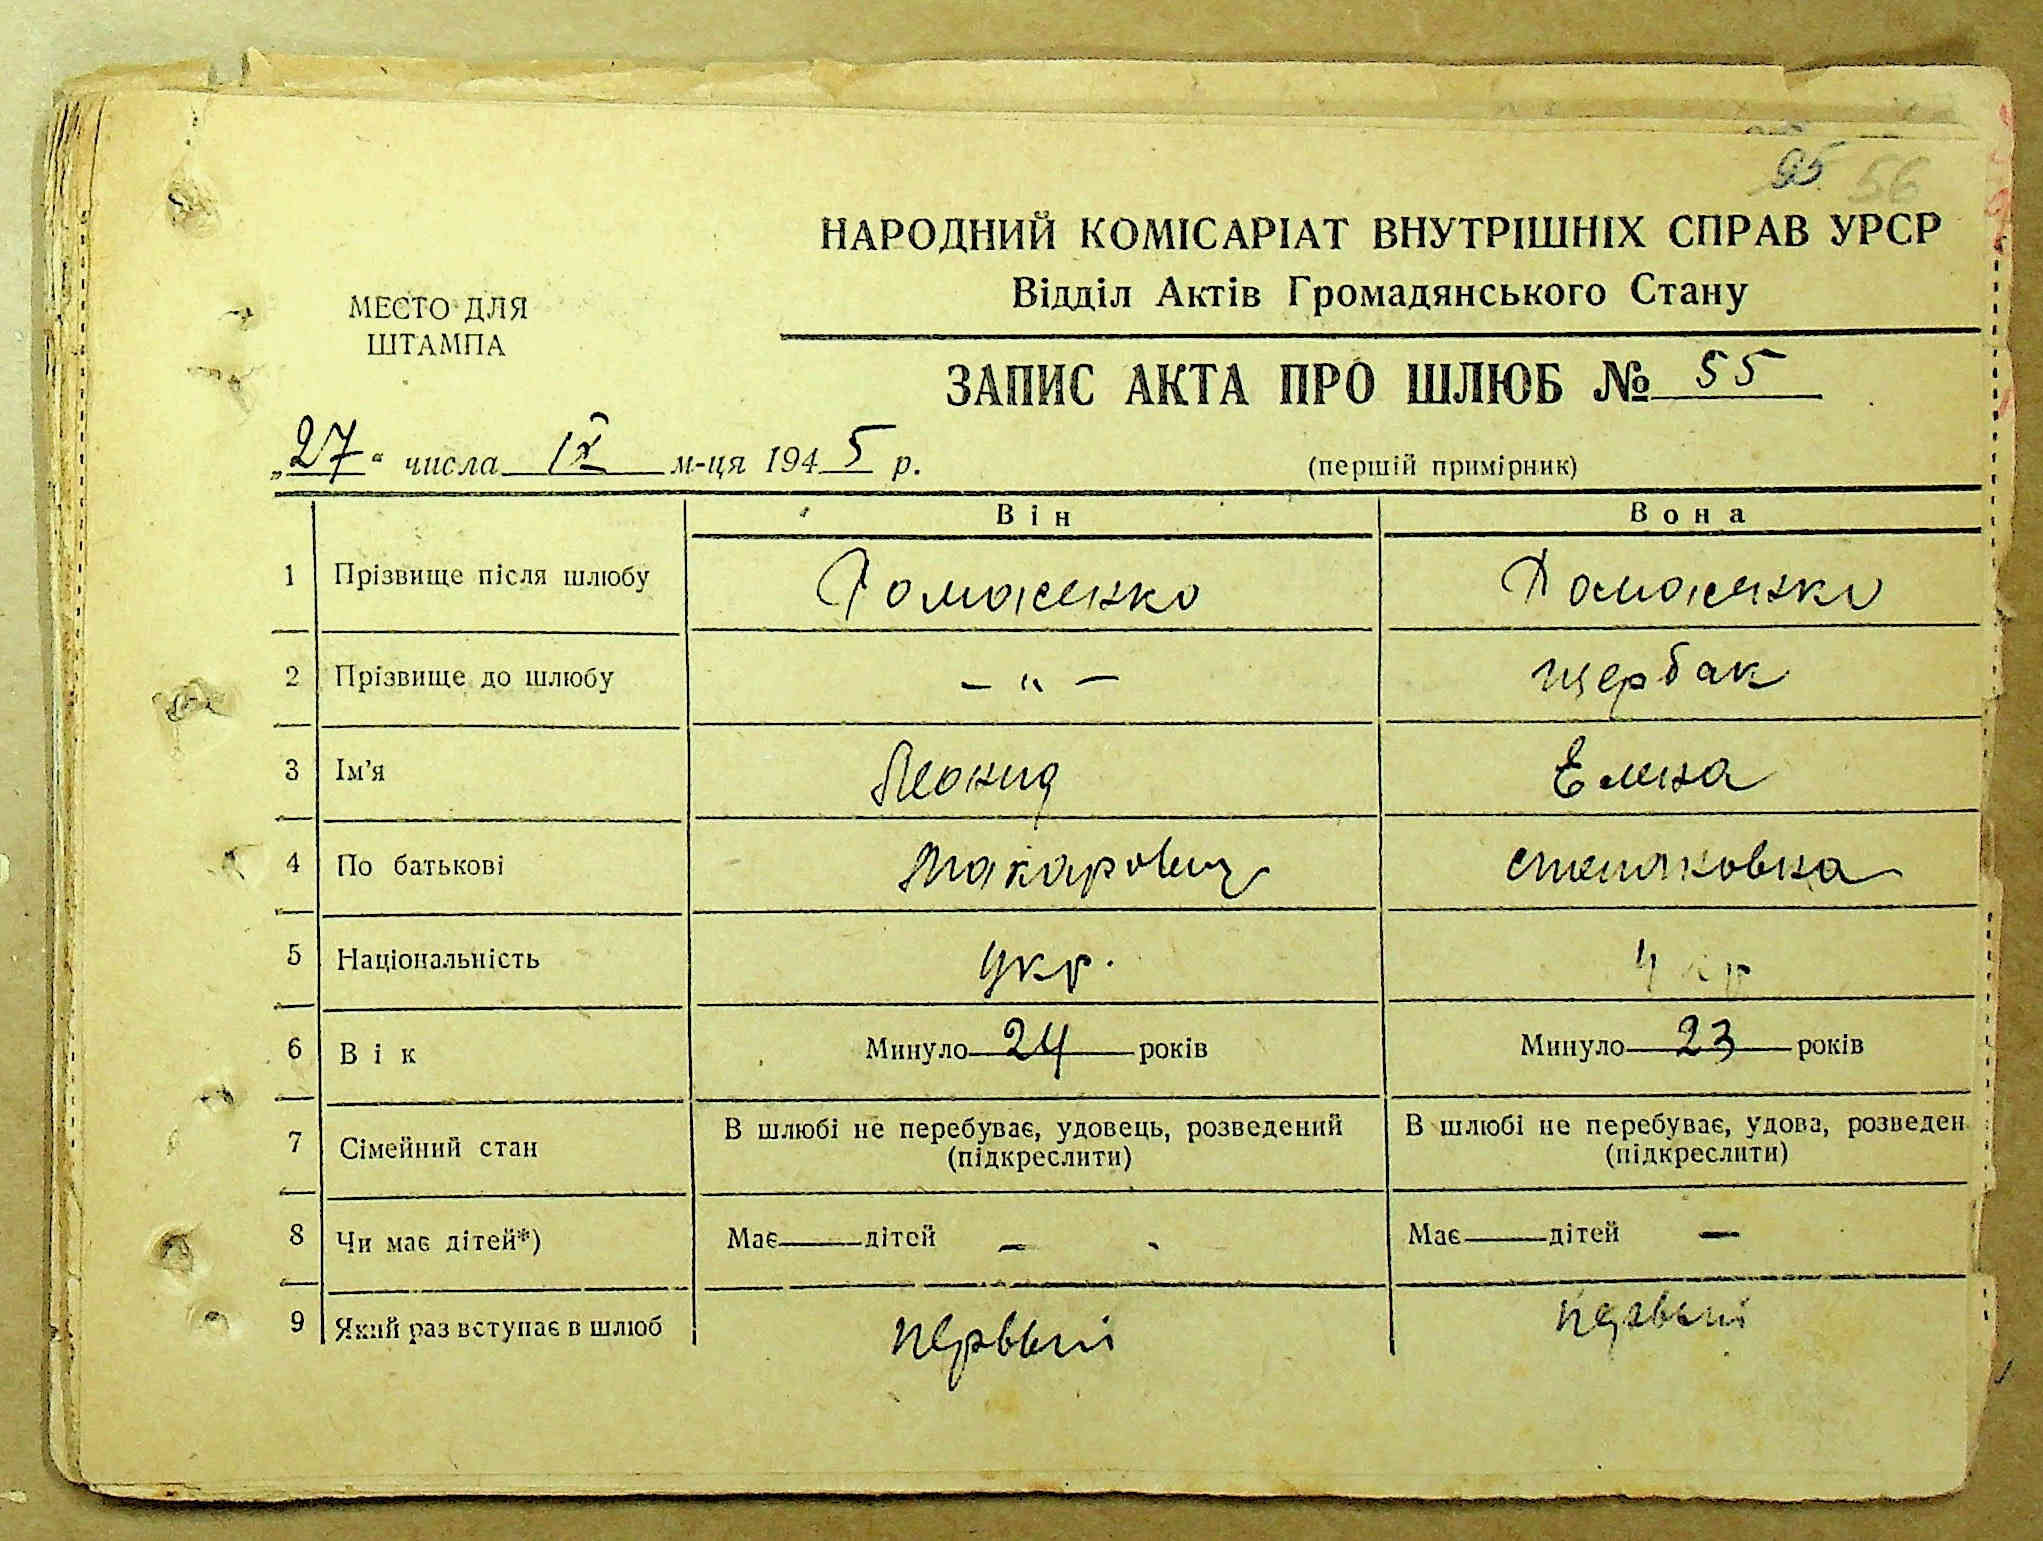 95 56
НАРОДНИЙ КОМІСАРІАТ ВНУТРІШНІХ СПРАВ УРСР
Відділ Актів Громадянського Стану
МЕСТО ДЛЯ
ШТАМПА
ЗАПИС АКТА ПРО ШЛЮБ № 55
„27“ числа IX м-ця 1945 р.
(першій примірник)
Він Вона
1 Прізвище після шлюбу
2 Прізвище до шлюбу – " – щербак
3 Ім'я Леонид Елена
4 По батькові Макарович степановна
5 Національність Укр. Укр
6 Вік Минуло 24 років Минуло 23 років
7 Сімейний стан В шлюбі не перебуває, удовець, розведений В шлюбі не перебуває, удова, розведен
(підкреслити) (підкреслити)
8 Чи має дітей*) Має дітей – Має дітей –
9 Який раз вступає в шлюб первый первый